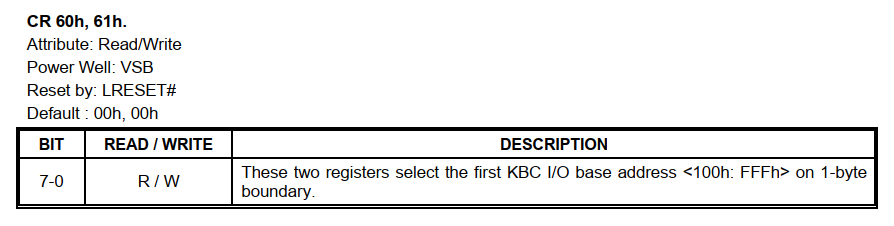 CR 60h, 61h.
Attribute: Read/Write
Power Well: VSB
Reset by: LRESET#
Default : 00h, 00h
BIT READ / WRITE DESCRIPTION
7-0 R / W These two registers select the first KBC I/O base address <100h: FFFh> on 1-byte
boundary.